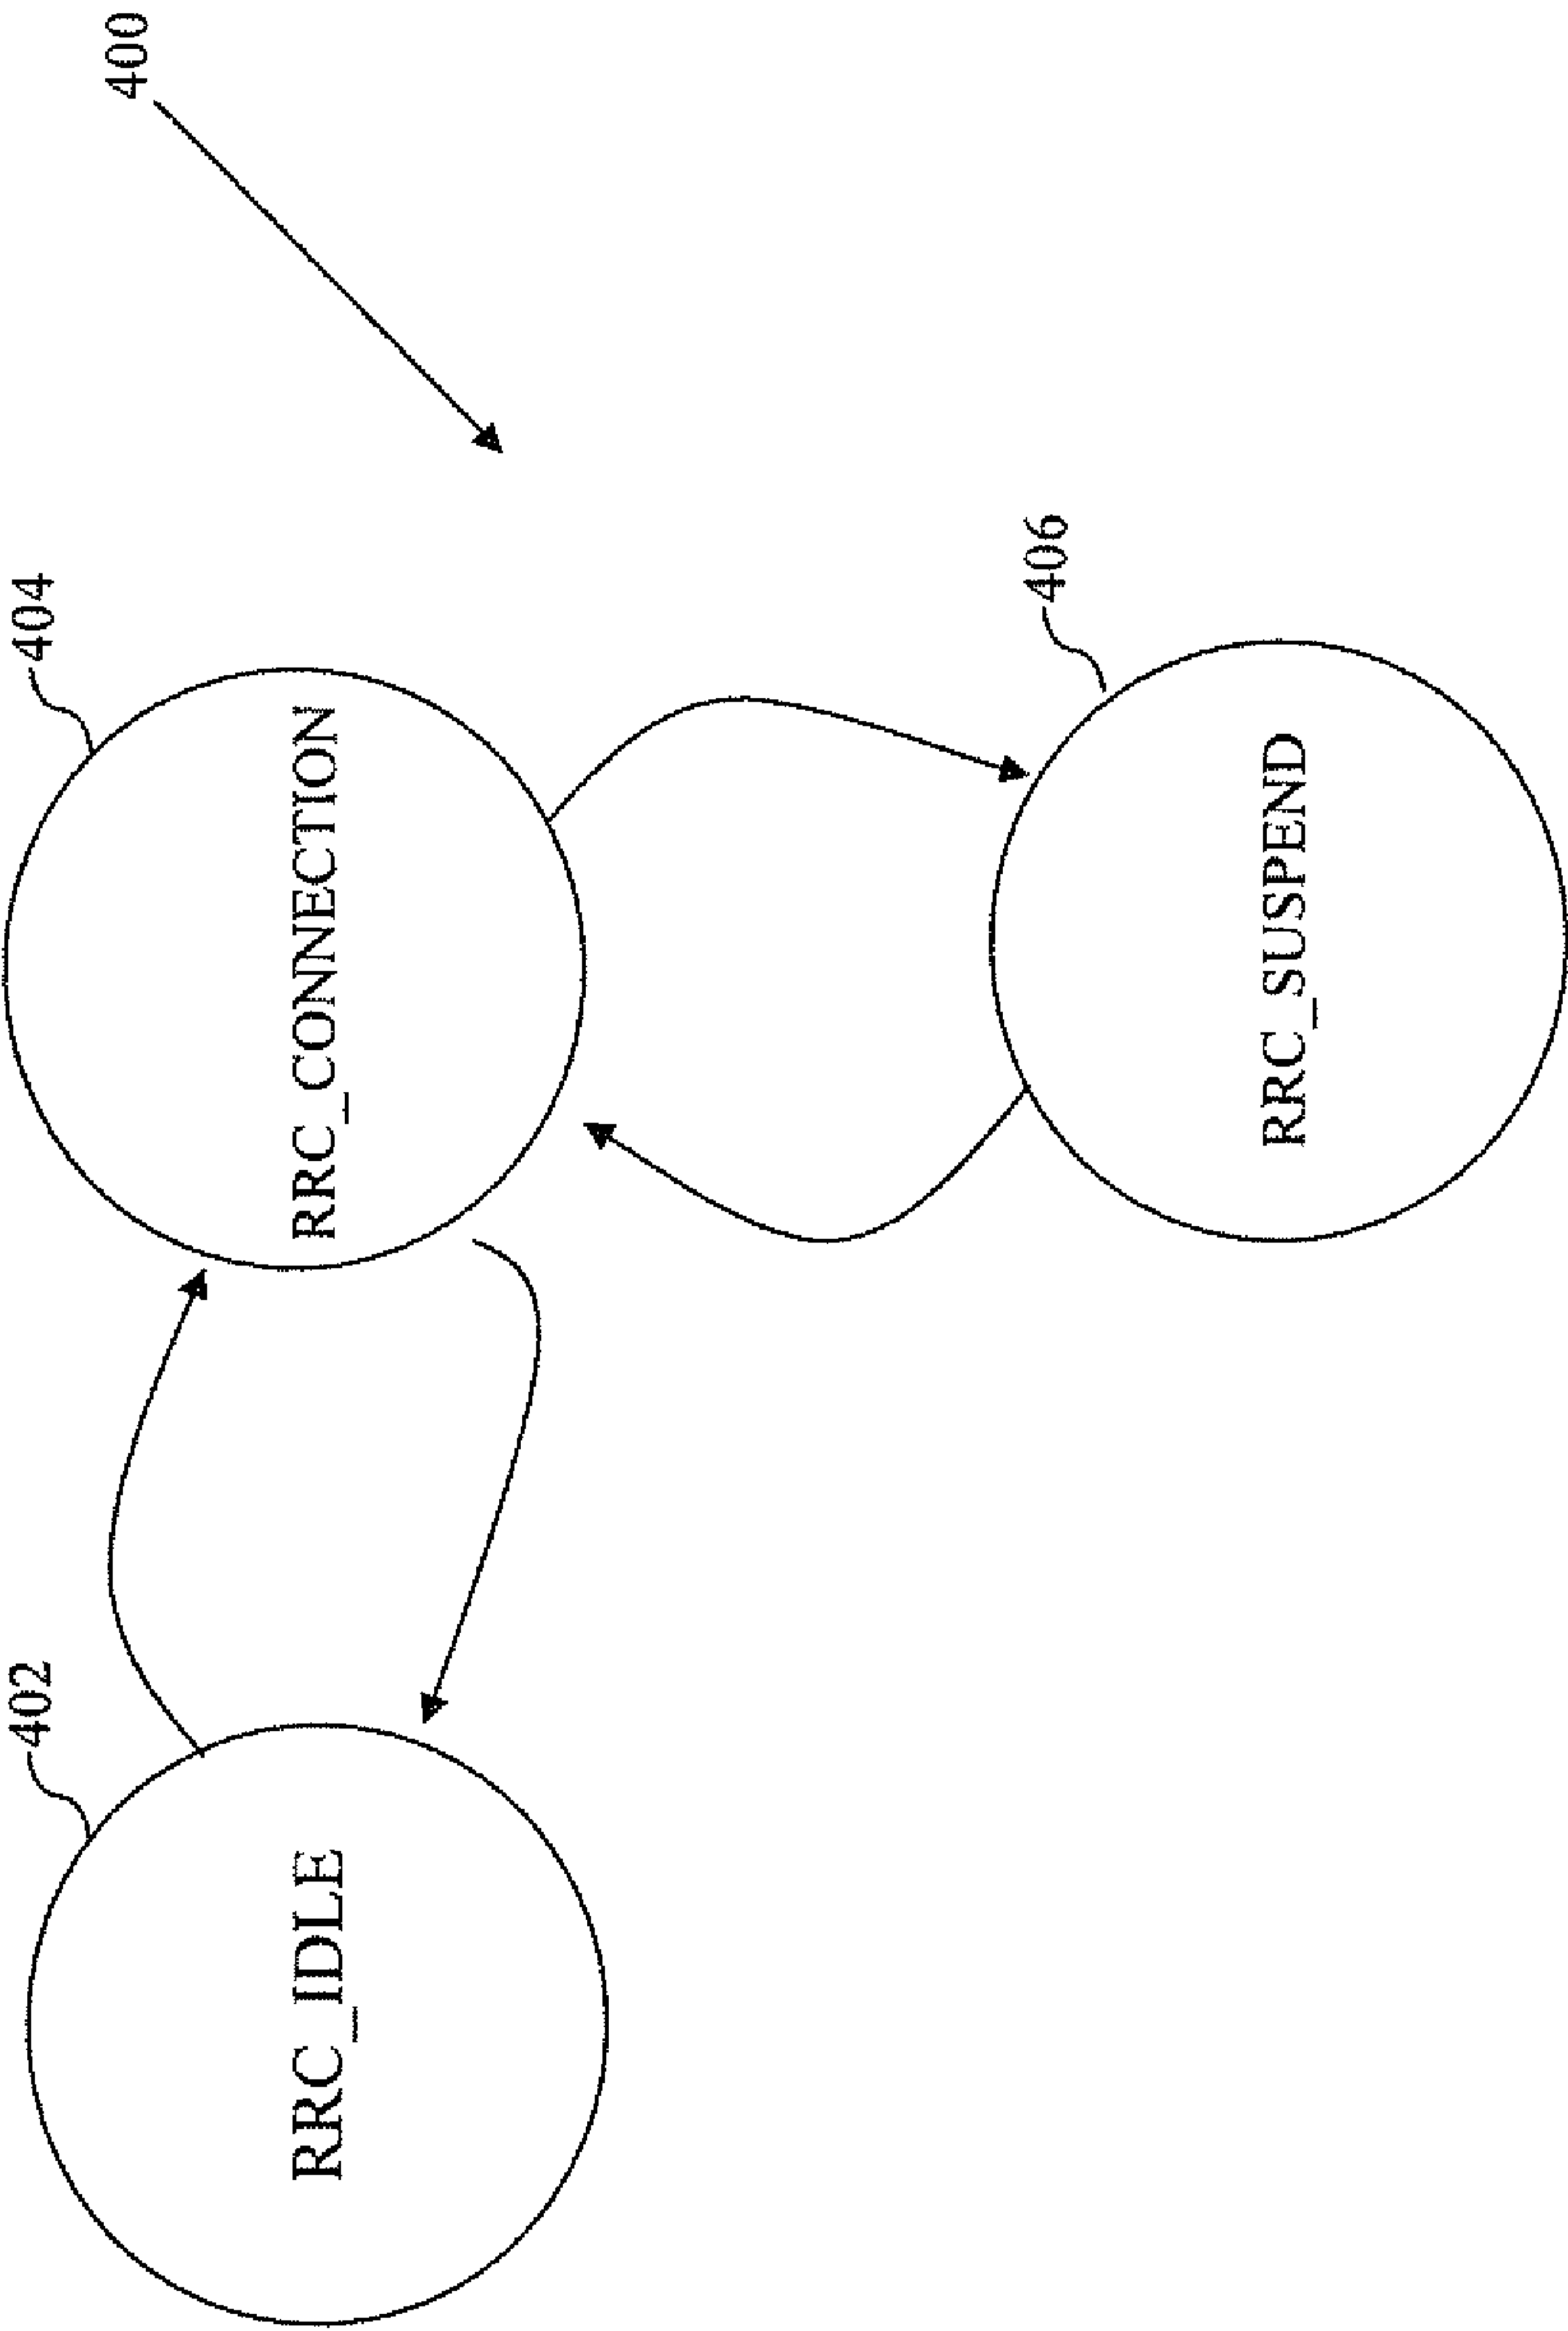 400
402
404
RRC_IDLE
RRC_CONNECTION
406
RRC_SUSPEND